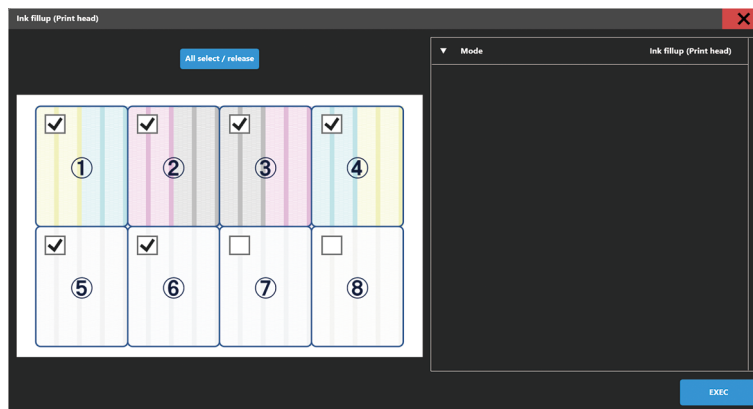 Ink fillup (Print head)
All select / release
Mode Ink fillup (Print head)
① ② ③ ④
⑤ ⑥ ⑦ ⑧
EXEC